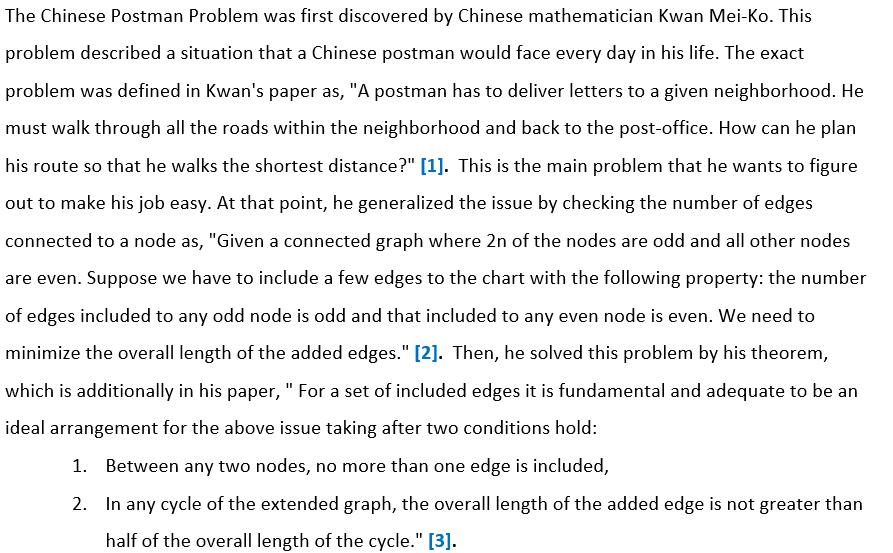 The Chinese Postman Problem was first discovered by Chinese mathematician Kwan Mei-Ko. This
problem described a situation that a Chinese postman would face every day in his life. The exact
problem was defined in Kwan's paper as, "A postman has to deliver letters to a given neighborhood. He
must walk through all the roads within the neighborhood and back to the post-office. How can he plan
his route so that he walks the shortest distance?" [1].  This is the main problem that he wants to figure
out to make his job easy. At that point, he generalized the issue by checking the number of edges
connected to a node as, "Given a connected graph where 2n of the nodes are odd and all other nodes
are even. Suppose we have to include a few edges to the chart with the following property: the number
of edges included to any odd node is odd and that included to any even node is even. We need to
minimize the overall length of the added edges." [2].  Then, he solved this problem by his theorem,
which is additionally in his paper, " For a set of included edges it is fundamental and adequate to be an
ideal arrangement for the above issue taking after two conditions hold:
1. Between any two nodes, no more than one edge is included,
2. In any cycle of the extended graph, the overall length of the added edge is not greater than
half of the overall length of the cycle." [3].